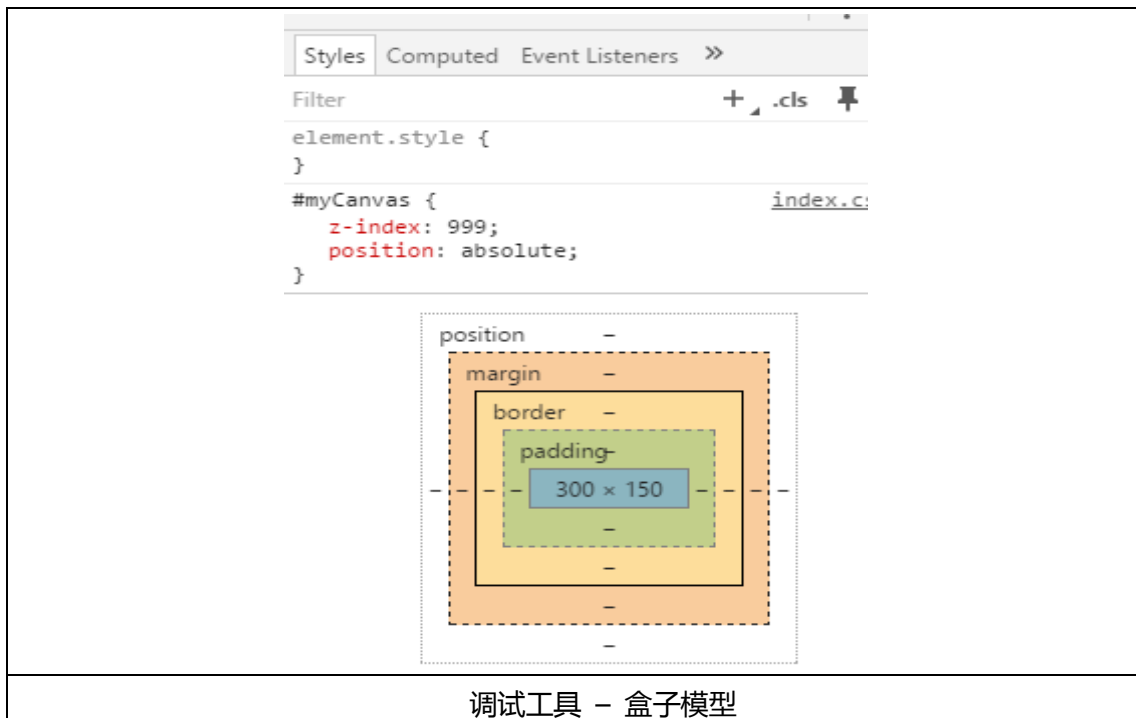 Styles Computed Event Listeners »
Filter + .cls
element.style {
}
#myCanvas { index.cs
z-index: 999;
position: absolute;
}
position –
margin –
border –
padding –
– – – – 300 × 150 – – – –
–
–
–
–
调试工具 – 盒子模型